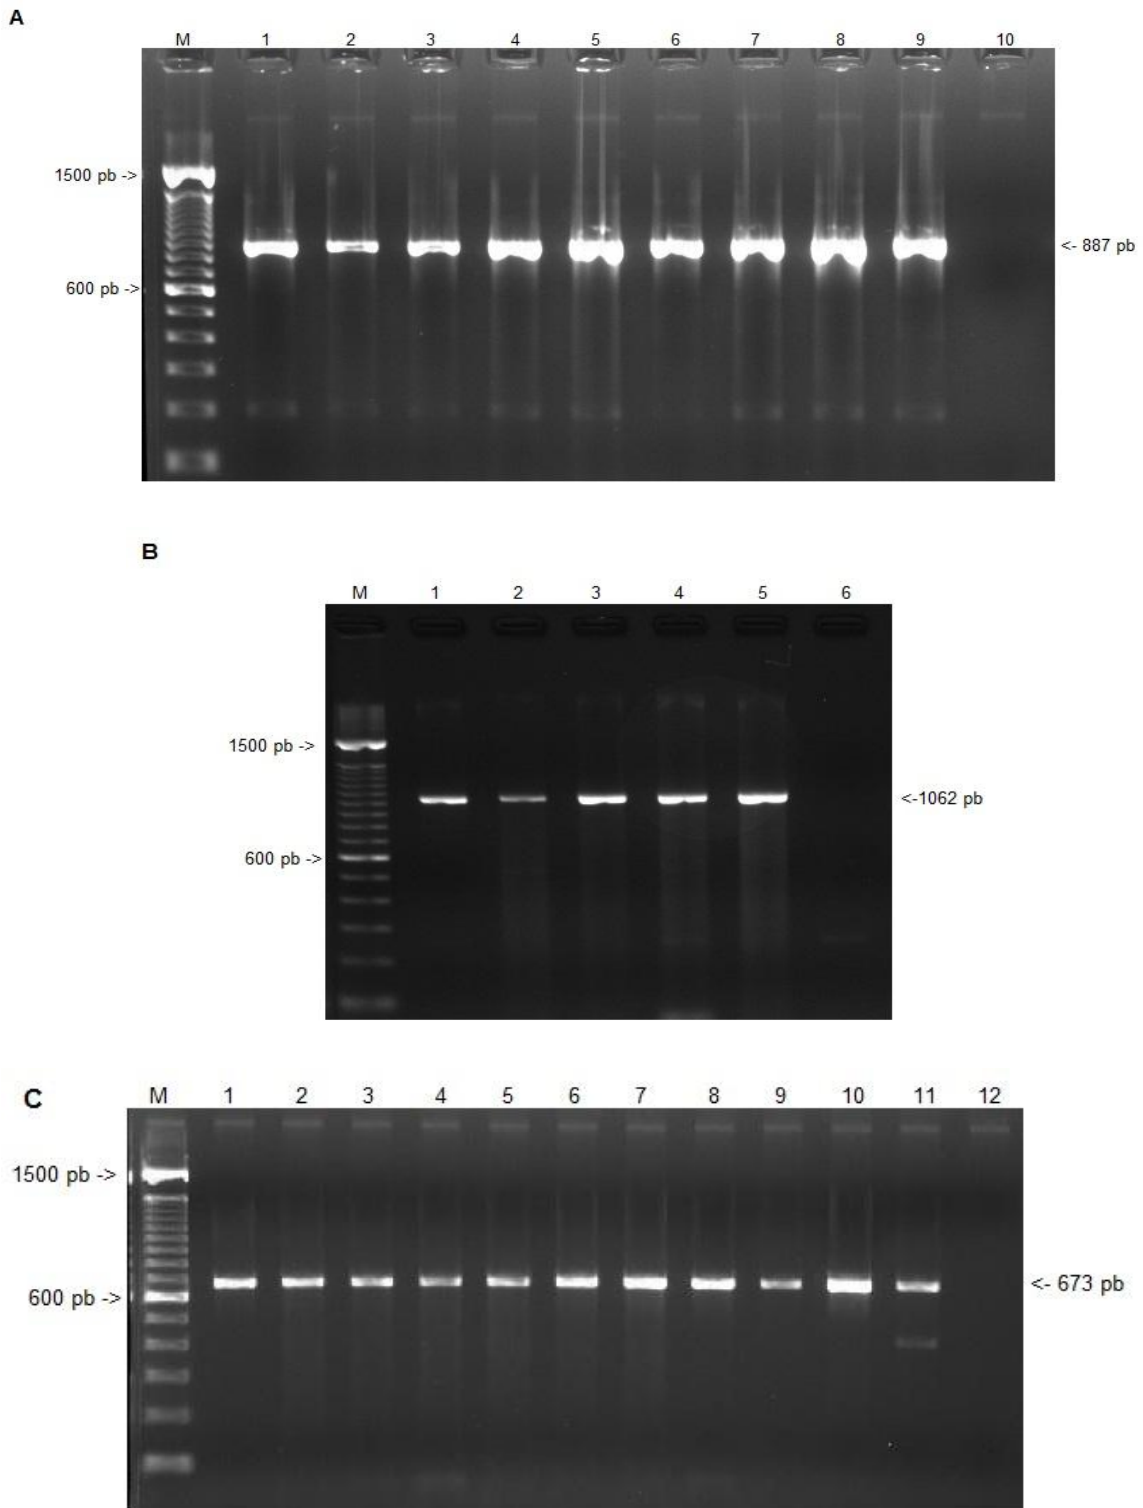 A
M 1 2 3 4 5 6 7 8 9 10
1500 pb ->
<- 887 pb
600 pb ->
B
M 1 2 3 4 5 6
1500 pb ->
<-1062 pb
600 pb ->
C
M 1 2 3 4 5 6 7 8 9 10 11 12
1500 pb ->
<- 673 pb
600 pb ->